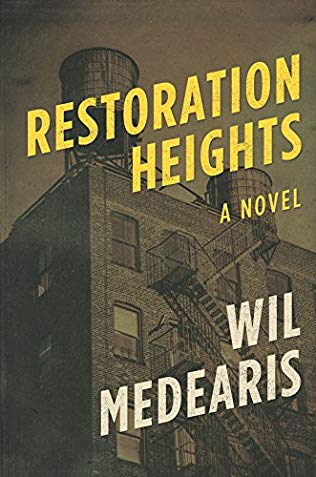 RESTORATION
HEIGHTS
A NOVEL
WIL
MEDEARIS